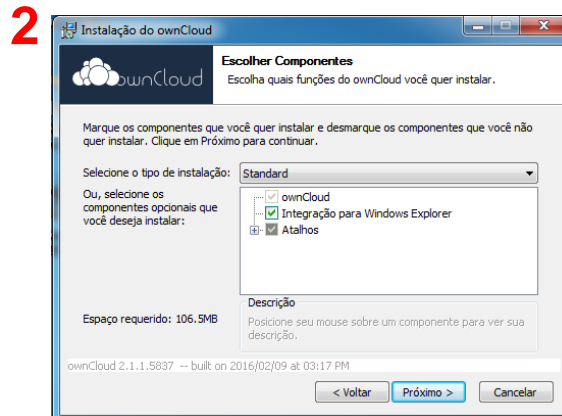 2
Instalação do ownCloud
ownCloud
Escolher Componentes
Escolha quais funções do ownCloud você quer instalar.
Marque os componentes que você quer instalar e desmarque os componentes que você não
quer instalar. Clique em Próximo para continuar.
Selecione o tipo de instalação:
Standard
Ou, selecione os
componentes opcionais que
você deseja instalar:
ownCloud
Integração para Windows Explorer
Atalhos
Espaço requerido: 106.5MB
Descrição
Posicione seu mouse sobre um componente para ver sua
descrição.
ownCloud 2.1.1.5837 -- built on 2016/02/09 at 03:17 PM
< Voltar
Próximo >
Cancelar